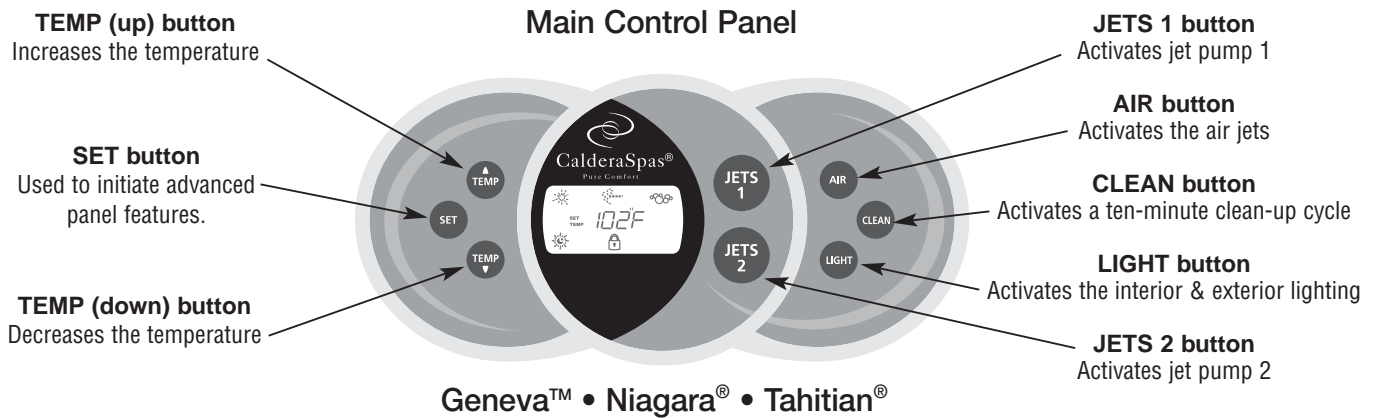 Main Control Panel
TEMP (up) button
Increases the temperature
SET button
Used to initiate advanced
panel features.
TEMP (down) button
Decreases the temperature
TEMP
SET
TEMP
CalderaSpas®
Pure Comfort
SET
TEMP
102°F
JETS
1
JETS
2
AIR
CLEAN
LIGHT
JETS 1 button
Activates jet pump 1
AIR button
Activates the air jets
CLEAN button
Activates a ten-minute clean-up cycle
LIGHT button
Activates the interior & exterior lighting
JETS 2 button
Activates jet pump 2
Geneva™ • Niagara® • Tahitian®